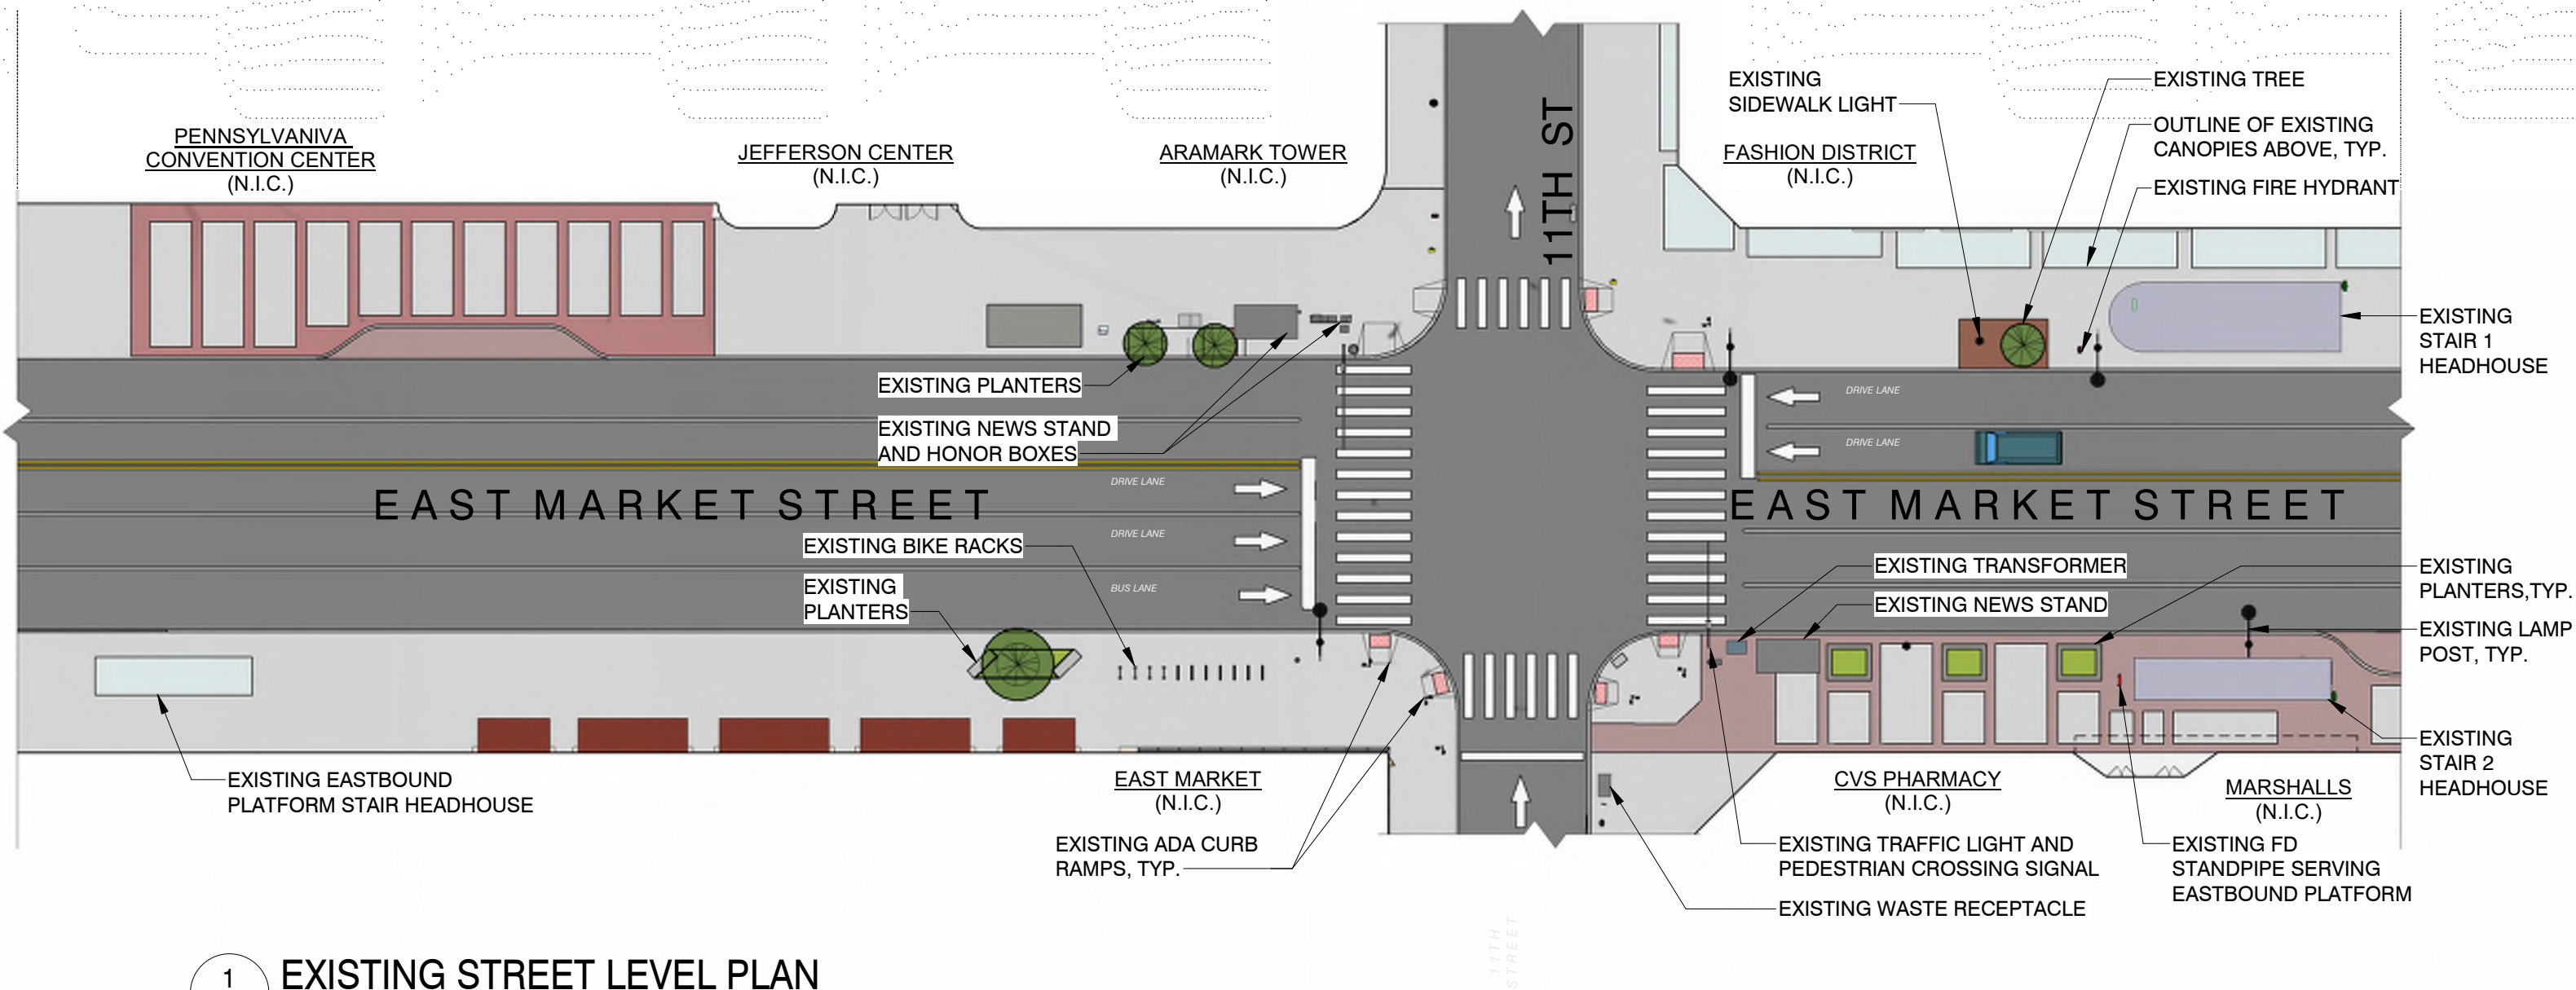 PENNSYLVANIVA
CONVENTION CENTER
(N.I.C.)
JEFFERSON CENTER
(N.I.C.)
ARAMARK TOWER
(N.I.C.)
11TH ST
EXISTING
SIDEWALK LIGHT
FASHION DISTRICT
(N.I.C.)
EXISTING TREE
OUTLINE OF EXISTING
CANOPIES ABOVE, TYP.
EXISTING FIRE HYDRANT
EXISTING
STAIR 1
HEADHOUSE
EXISTING PLANTERS
EXISTING NEWS STAND
AND HONOR BOXES
DRIVE LANE
DRIVE LANE
EAST MARKET STREET
DRIVE LANE
DRIVE LANE
BUS LANE
EAST MARKET STREET
EXISTING BIKE RACKS
EXISTING
PLANTERS
EXISTING TRANSFORMER
EXISTING NEWS STAND
EXISTING
PLANTERS,TYP.
EXISTING LAMP
POST, TYP.
EXISTING
STAIR 2
HEADHOUSE
EXISTING EASTBOUND
PLATFORM STAIR HEADHOUSE
EAST MARKET
(N.I.C.)
EXISTING ADA CURB
RAMPS, TYP.
CVS PHARMACY
(N.I.C.)
MARSHALLS
(N.I.C.)
EXISTING TRAFFIC LIGHT AND
PEDESTRIAN CROSSING SIGNAL
EXISTING WASTE RECEPTACLE
EXISTING FD
STANDPIPE SERVING
EASTBOUND PLATFORM
11TH
STREET
1
EXISTING STREET LEVEL PLAN